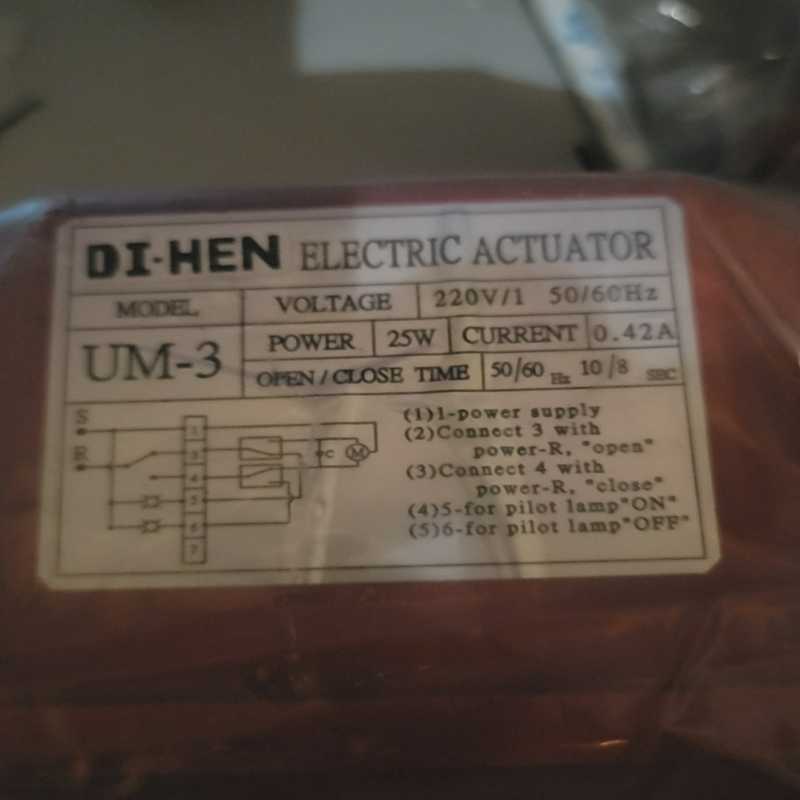 DI-HEN ELECTRIC ACTUATOR
MODEL VOLTAGE 220V/1 50/60Hz
UM-3 POWER 25W CURRENT 0.42A
OPEN/CLOSE TIME 50/60 Hz 10/8 SEC
S
R
1
3
4
5
6
7
C M
(1)1-power supply
(2)Connect 3 with
power-R, "open"
(3)Connect 4 with
power-R, "close"
(4)5-for pilot lamp"ON"
(5)6-for pilot lamp"OFF"